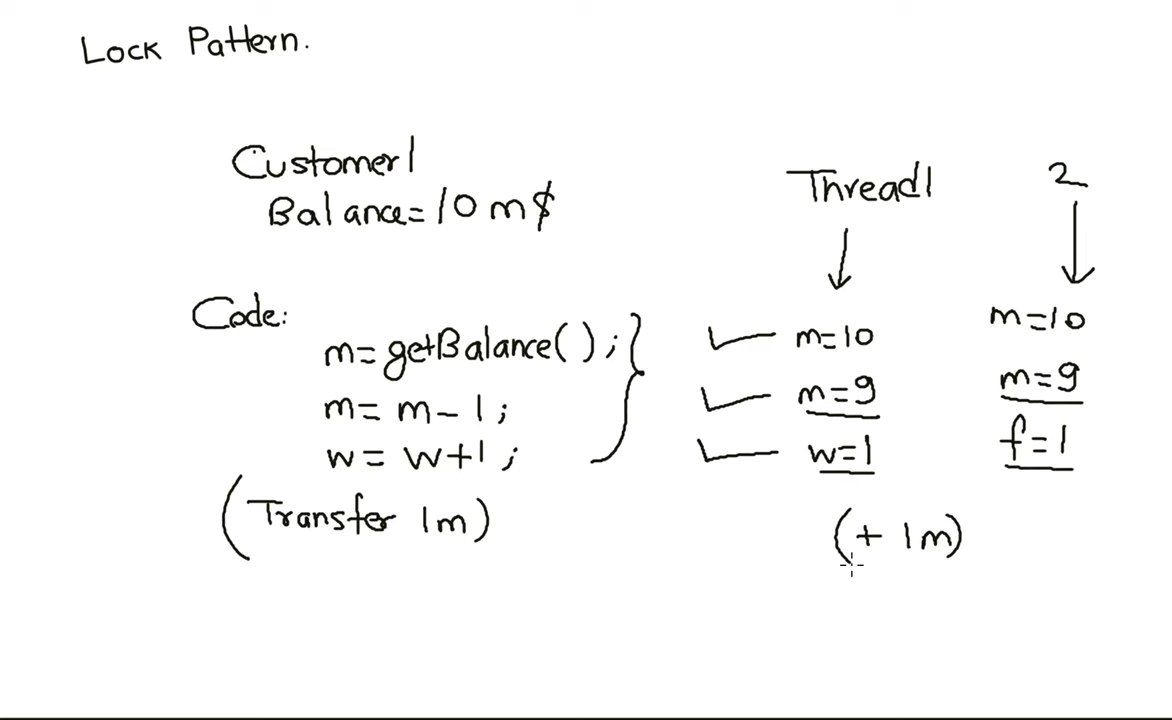 Lock Pattern.
Customer1
Balance=10 m$
Thread1
2
Code:
m=getBalance();
m= m-1;
w= w+1;
(Transfer 1m)
m=10
m=9
w=1
(+ 1m)
m=10
m=9
f=1